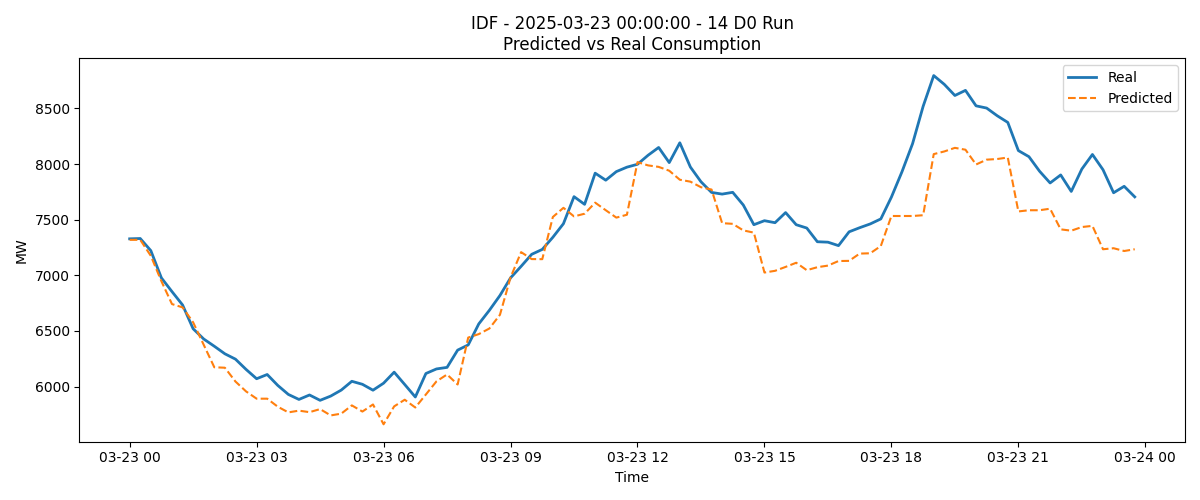 IDF - 2025-03-23 00:00:00 - 14 D0 Run
Predicted vs Real Consumption
Real
Predicted
MW
8500
8000
7500
7000
6500
6000
03-23 00
03-23 03
03-23 06
03-23 09
03-23 12
03-23 15
03-23 18
03-23 21
03-24 00
Time